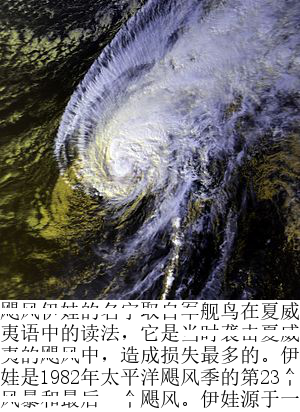 飓风伊娃的名字取自军舰鸟在夏威
夷语中的读法，它是当时袭击夏威
夷的飓风中，造成损失最多的。伊
娃是1982年太平洋飓风季的第23个
风暴和最后一个飓风。伊娃源于一